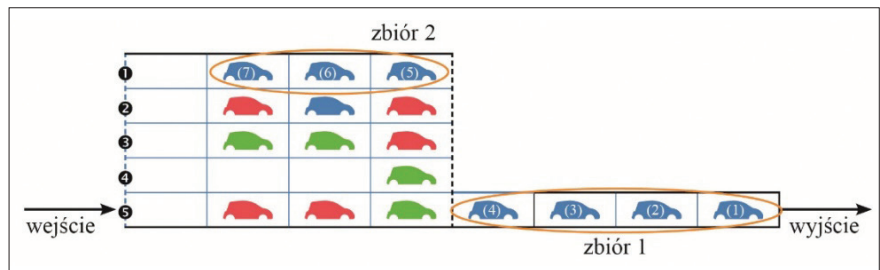 zbiór 2
❶ (7) (6) (5)
❷
❸
❹
wejście ❺ (4) (3) (2) (1) wyjście
zbiór 1